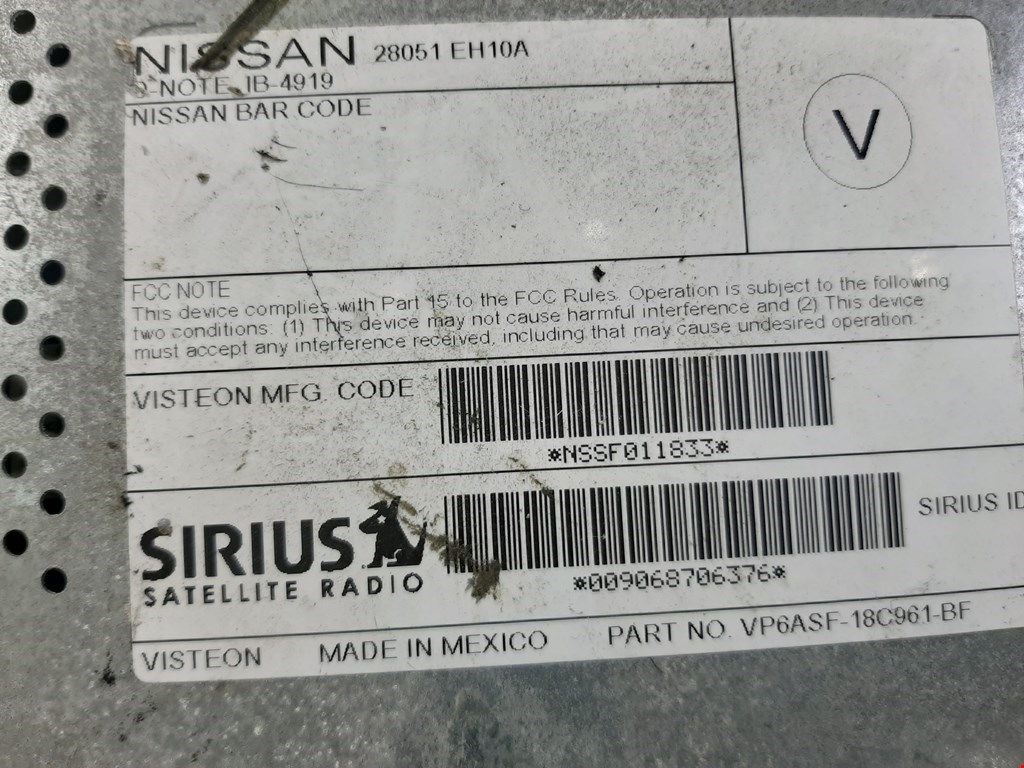 NISSAN 28051 EH10A
D-NOTE IB-4919
NISSAN BAR CODE
V
FCC NOTE
This device complies with Part 15 to the FCC Rules. Operation is subject to the following
two conditions: (1) This device may not cause harmful interference and (2) This device
must accept any interference received, including that may cause undesired operation.
VISTEON MFG. CODE
*NSSF011833*
SIRIUS
SATELLITE RADIO
*009068706376*
SIRIUS ID
VISTEON MADE IN MEXICO PART NO. VP6ASF-18C961-BF